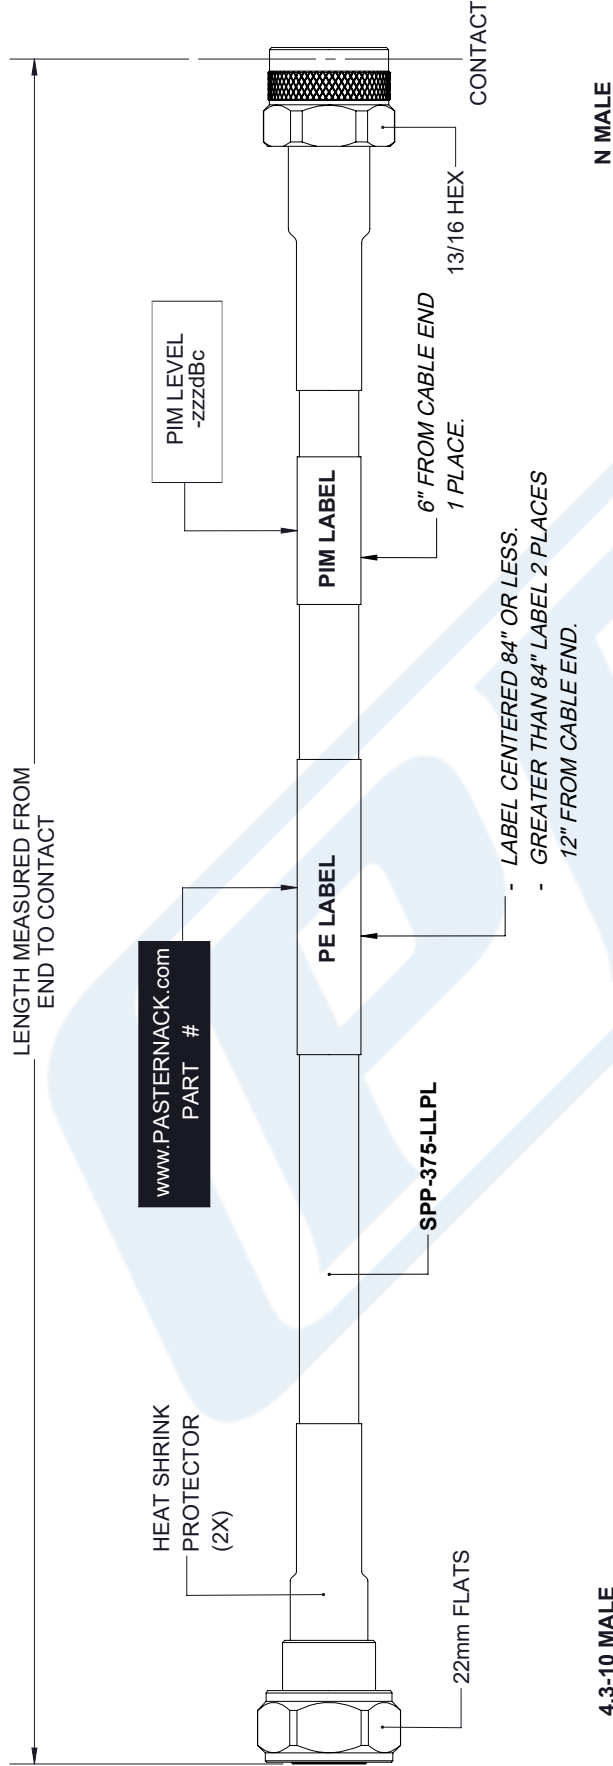 LENGTH MEASURED FROM
END TO CONTACT
www.PASTERNACK.com
PART #
PIM LEVEL
-zzzdBc
HEAT SHRINK
PROTECTOR
(2X)
PE LABEL
PIM LABEL
22mm FLATS
SPP-375-LLPL
- LABEL CENTERED 84" OR LESS.
- GREATER THAN 84" LABEL 2 PLACES
12" FROM CABLE END.
6" FROM CABLE END
1 PLACE.
13/16 HEX
CONTACT
4.3-10 MALE
N MALE